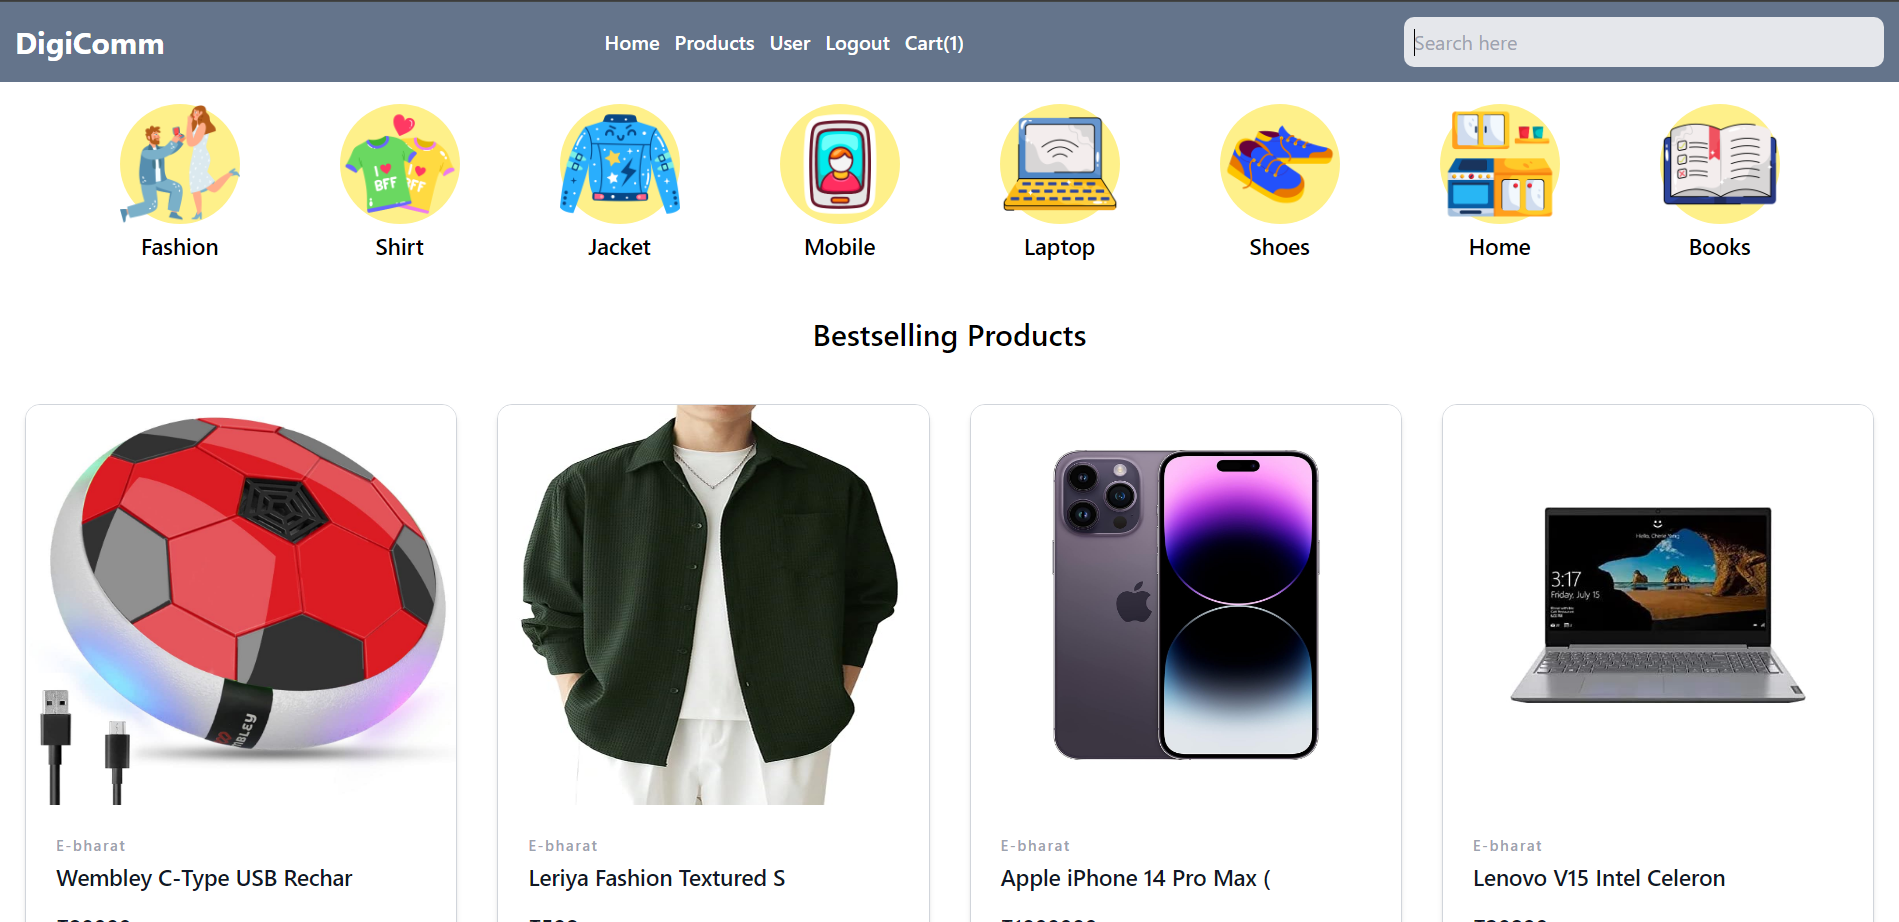 DigiComm
Home Products User Logout Cart(1)
Search here
I
BFF
I
FF
Fashion Shirt Jacket Mobile Laptop Shoes Home Books
Bestselling Products
MBLEY
3:17
Friday, July 15
E-bharat E-bharat E-bharat E-bharat
Wembley C-Type USB Rechar Leriya Fashion Textured S Apple iPhone 14 Pro Max ( Lenovo V15 Intel Celeron